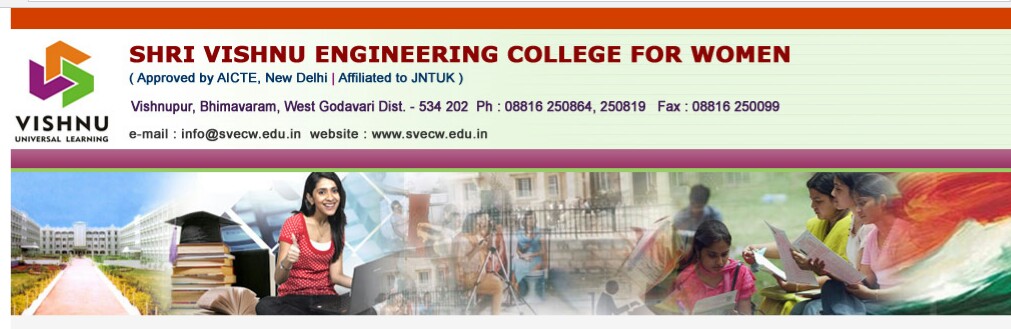 SHRI VISHNU ENGINEERING COLLEGE FOR WOMEN
( Approved by AICTE, New Delhi | Affiliated to JNTUK )
Vishnupur, Bhimavaram, West Godavari Dist. - 534 202 Ph : 08816 250864, 250819 Fax : 08816 250099
e-mail : info@svecw.edu.in website : www.svecw.edu.in
VISHNU
UNIVERSAL LEARNING